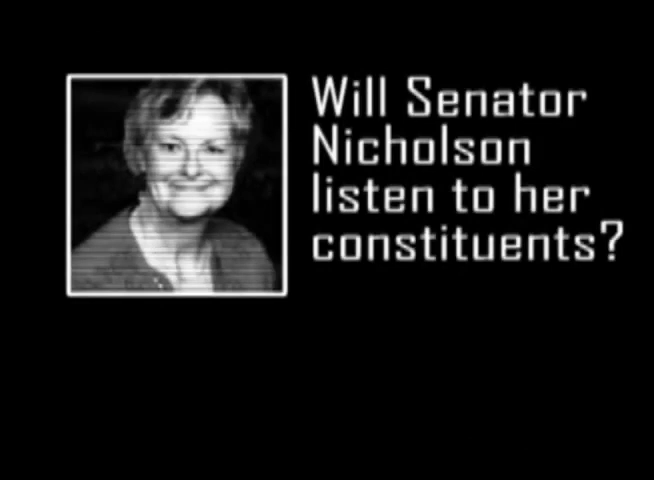 Will Senator
Nicholson
listen to her
constituents?